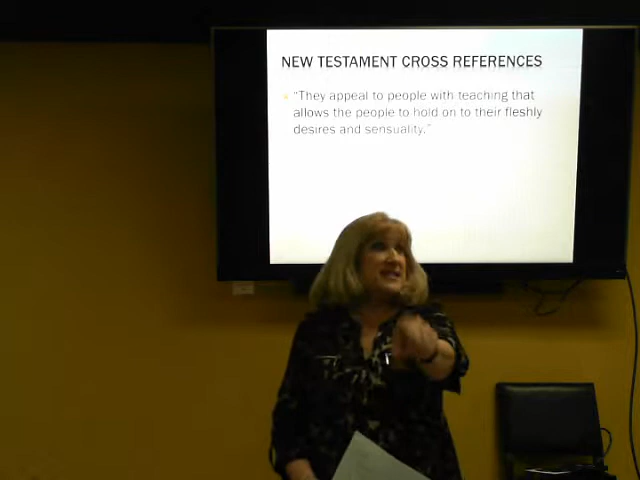 NEW TESTAMENT CROSS REFERENCES
“They appeal to people with teaching that
allows the people to hold on to their fleshly
desires and sensuality.”